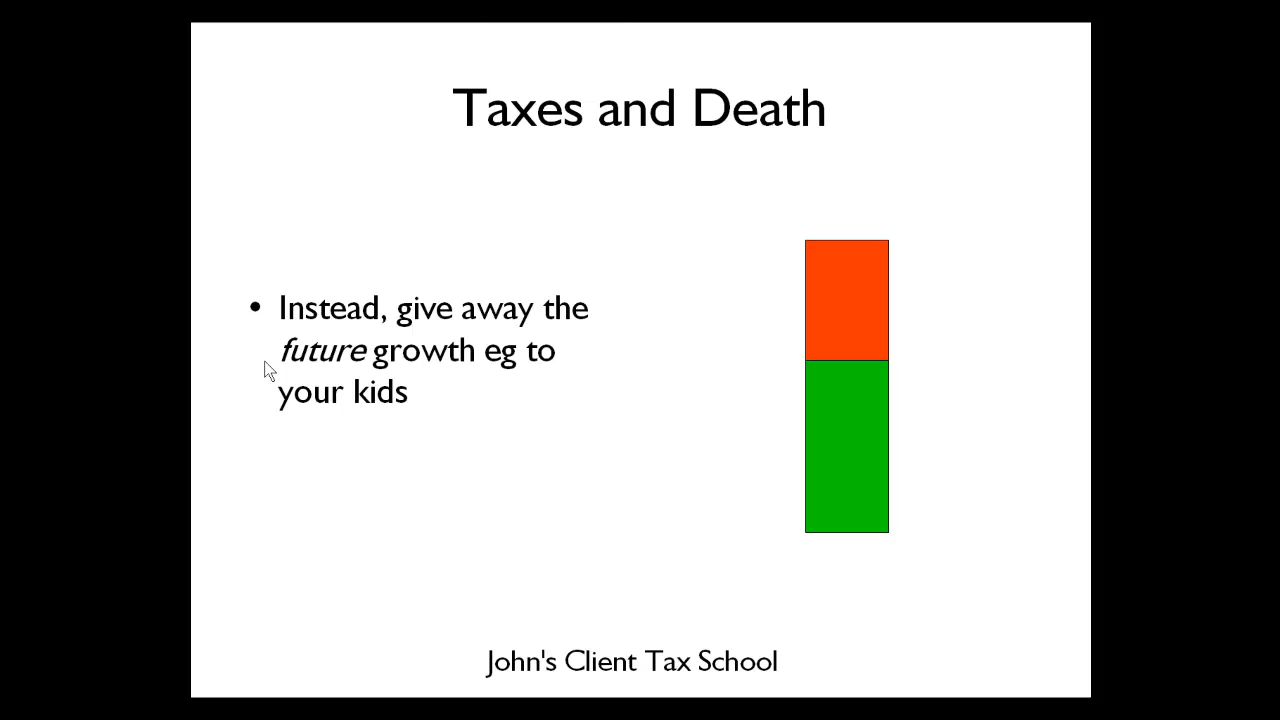 Taxes and Death
• Instead, give away the
future growth eg to
your kids
John's Client Tax School